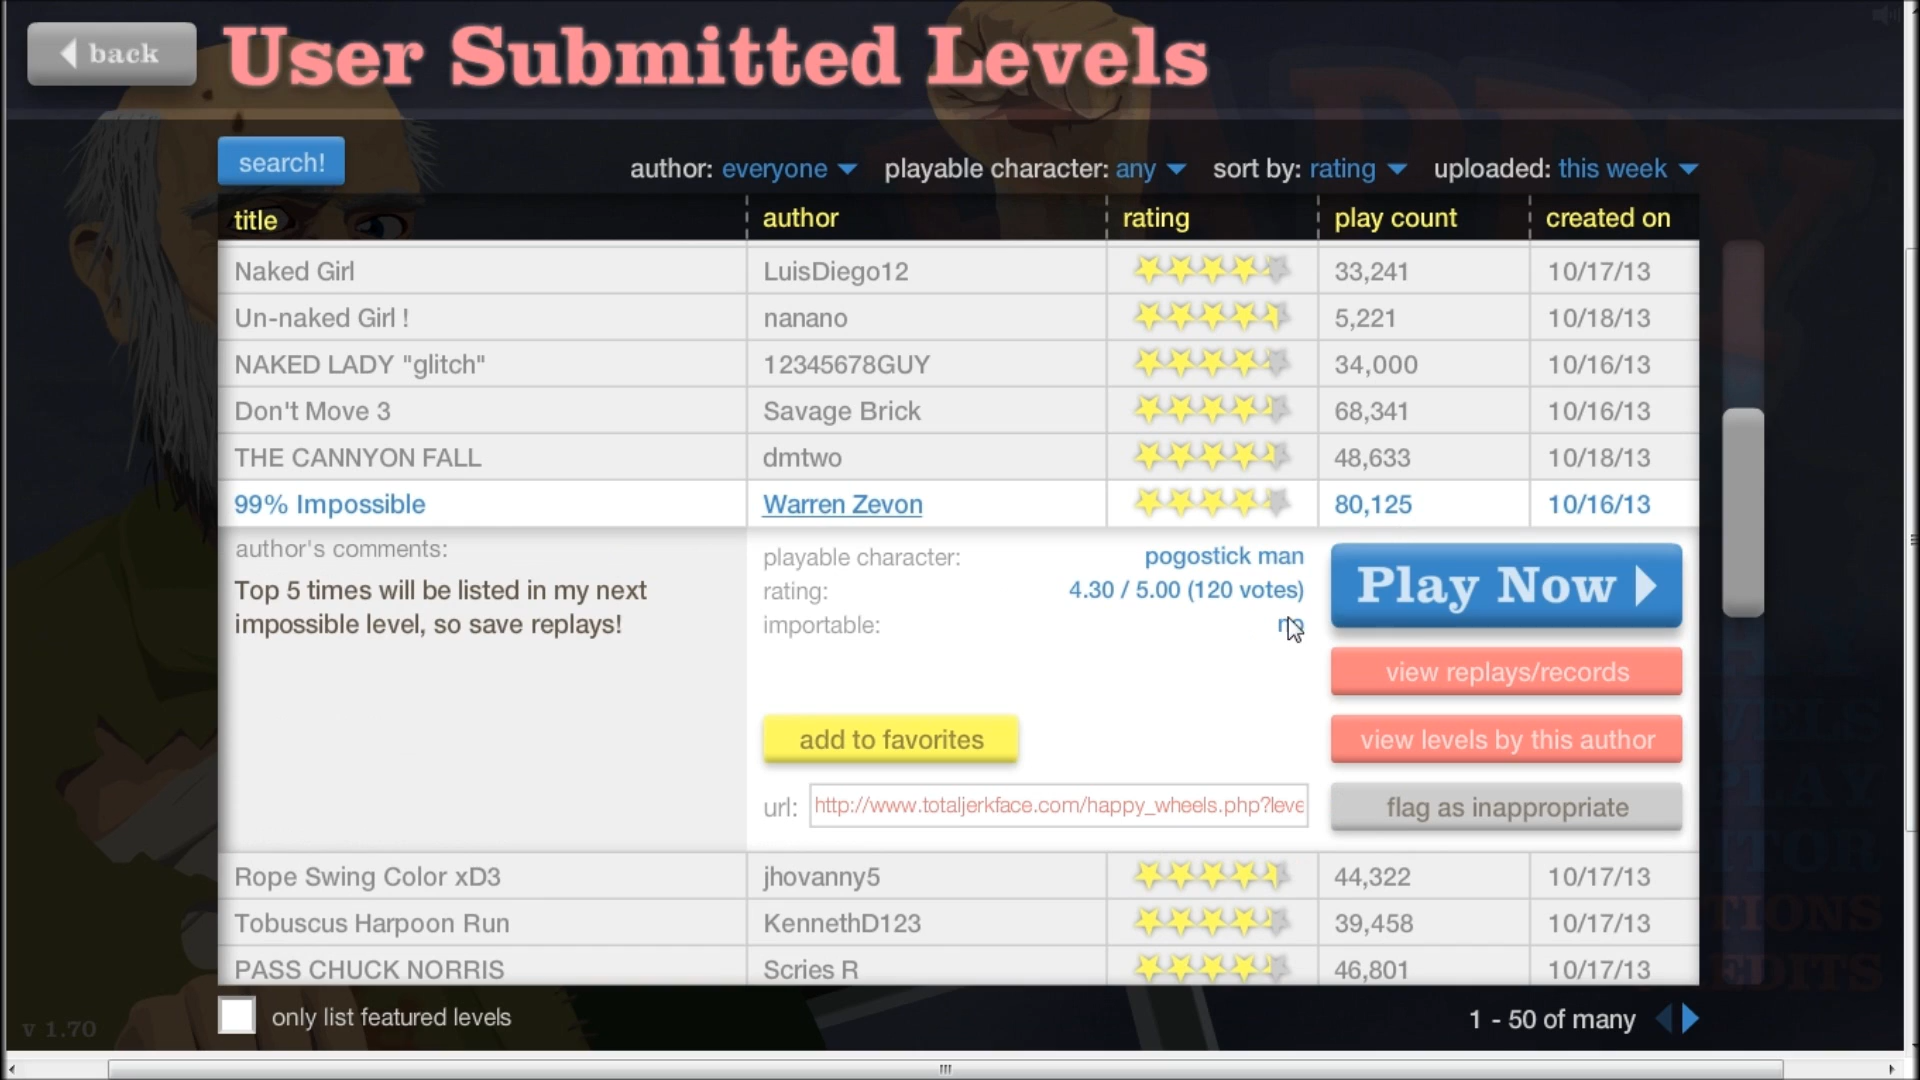 back
User Submitted Levels
search!
author: everyone playable character: any sort by: rating uploaded: this week
title author rating play count created on
Naked Girl LuisDiego12 33,241 10/17/13
Un-naked Girl ! nanano 5,221 10/18/13
NAKED LADY "glitch" 12345678GUY 34,000 10/16/13
Don't Move 3 Savage Brick 68,341 10/16/13
THE CANNYON FALL dmtwo 48,633 10/18/13
99% Impossible Warren Zevon 80,125 10/16/13
author's comments:
Top 5 times will be listed in my next
impossible level, so save replays!
playable character: pogostick man
rating: 4.30 / 5.00 (120 votes)
importable: no
Play Now
view replays/records
add to favorites
view levels by this author
url: http://www.totaljerkface.com/happy_wheels.php?leve
flag as inappropriate
Rope Swing Color xD3 jhovanny5 44,322 10/17/13
Tobuscus Harpoon Run KennethD123 39,458 10/17/13
PASS CHUCK NORRIS Scries R 46,801 10/17/13
only list featured levels
1 - 50 of many
v 1.70